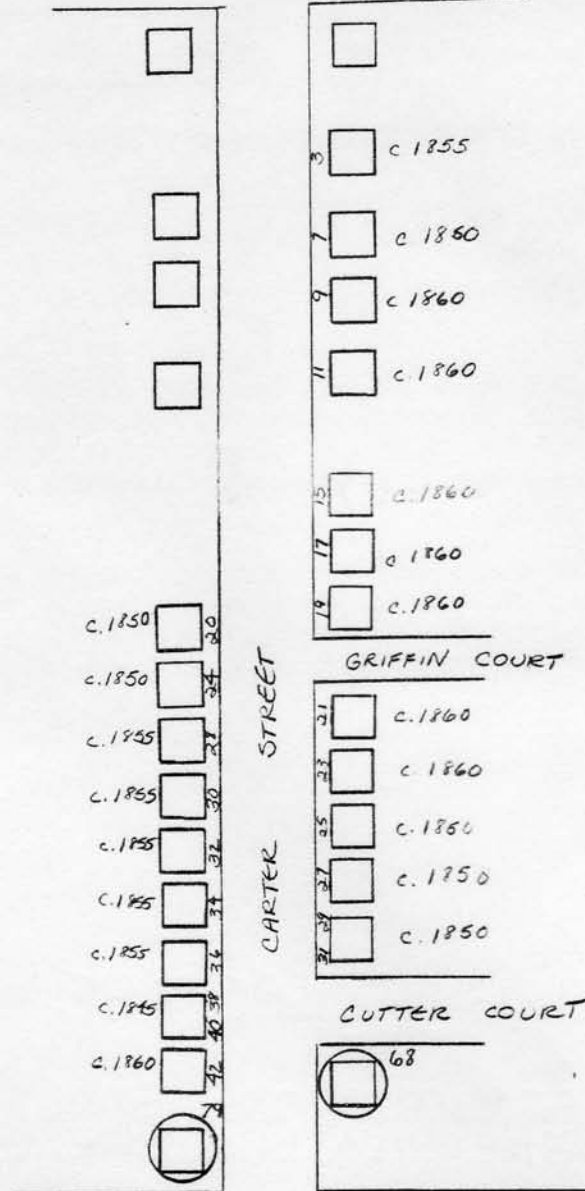 c.1850 20
c.1850 24
c.1855 28
c.1855 30
c.1855 32
c.1855 34
c.1855 36
c.1845 38 40
c.1860 42
CARTER STREET
3 c 1855
7 c 1850
9 c 1860
11 c.1860
15 c.1860
17 c 1860
19 c.1860
GRIFFIN COURT
21 c.1860
23 c 1860
25 c.
27 c. 1850
29 31 c. 1850
CUTTER COURT
68